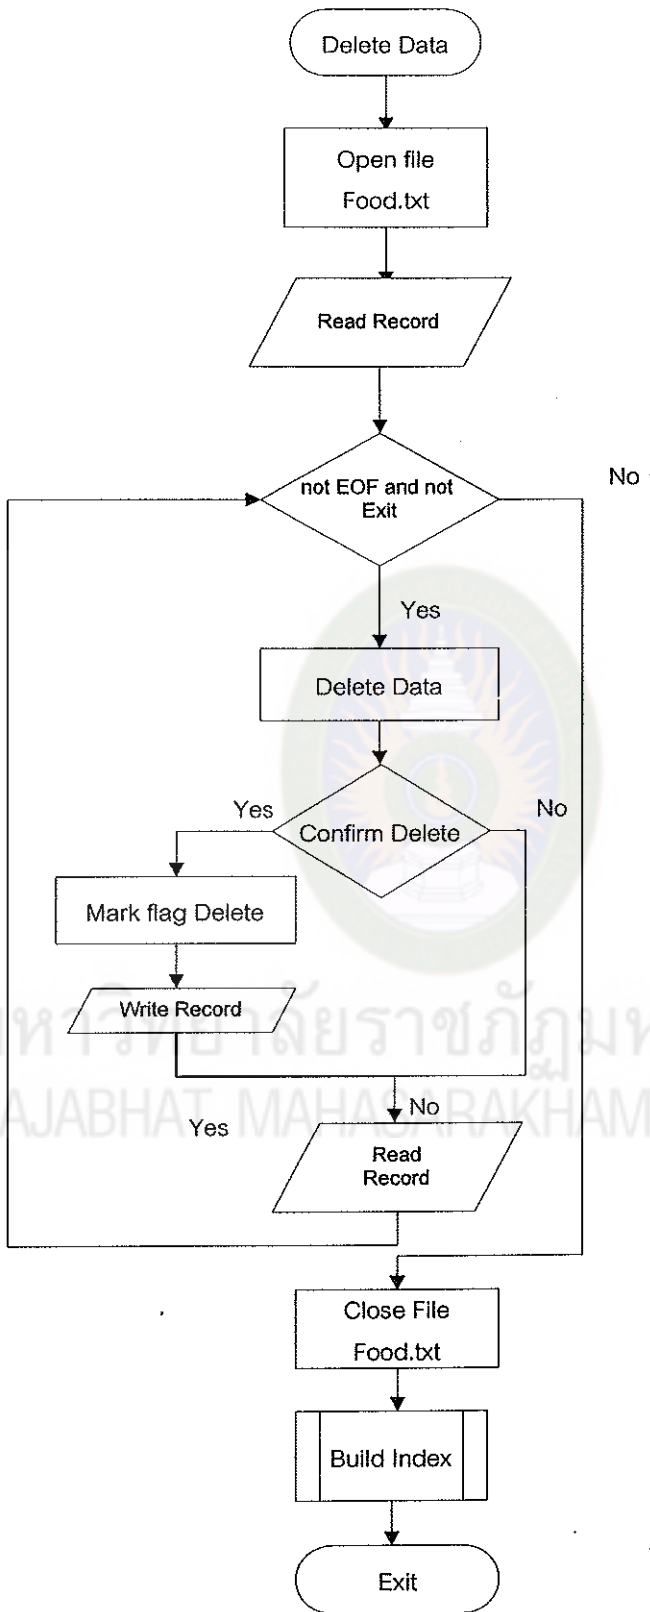 Delete Data
Open file
Food.txt
Read Record
not EOF and not
Exit
No
Yes
Delete Data
Yes
Confirm Delete
No
Mark flag Delete
Write Record
No
Yes
Read
Record
Close File
Food.txt
Build Index
Exit
มหาวิทยาลัยราชภัฏม
RAJABHAT MAHASARAKHAM